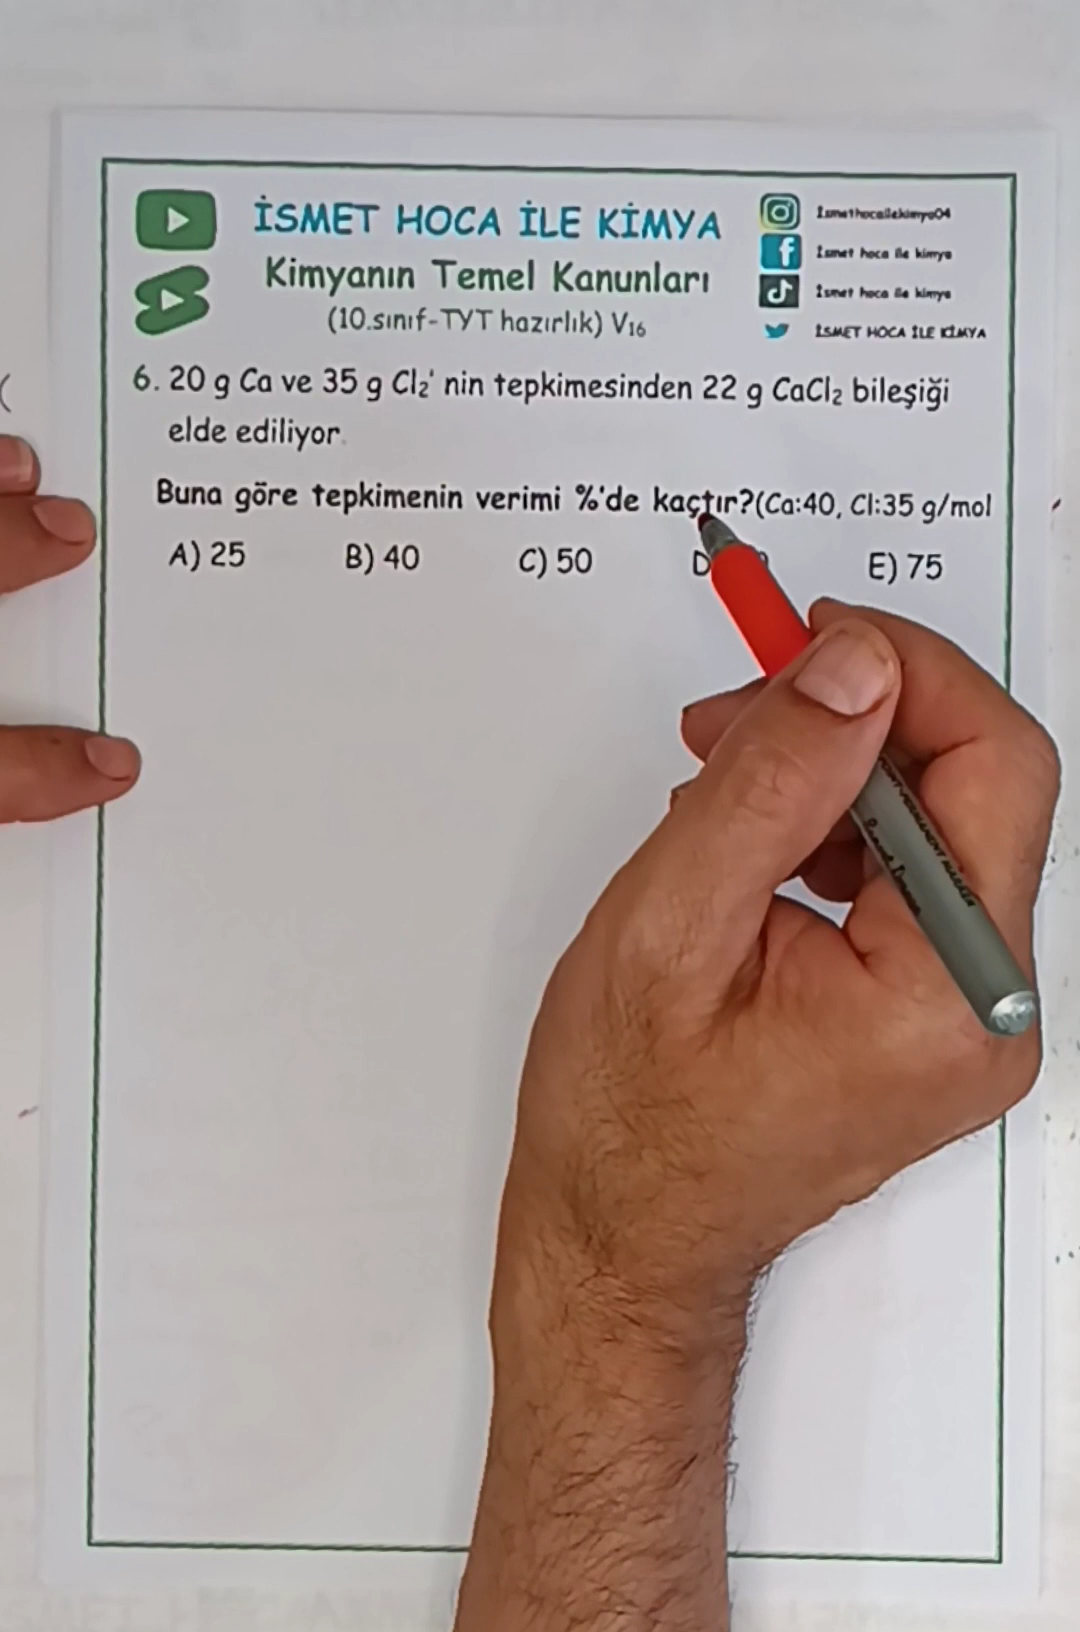 İSMET HOCA İLE KİMYA
Kimyanın Temel Kanunları
(10.sınıf-TYT hazırlık) V16
İsmethocailekimya04
İsmet hoca ile kimya
İsmet hoca ile kimya
İSMET HOCA İLE KİMYA
6. 20 g Ca ve 35 g Cl₂' nin tepkimesinden 22 g CaCl₂ bileşiği
elde ediliyor.
Buna göre tepkimenin verimi %'de kaçtır?(Ca:40, Cl:35 g/mol
A) 25 B) 40 C) 50 D E) 75